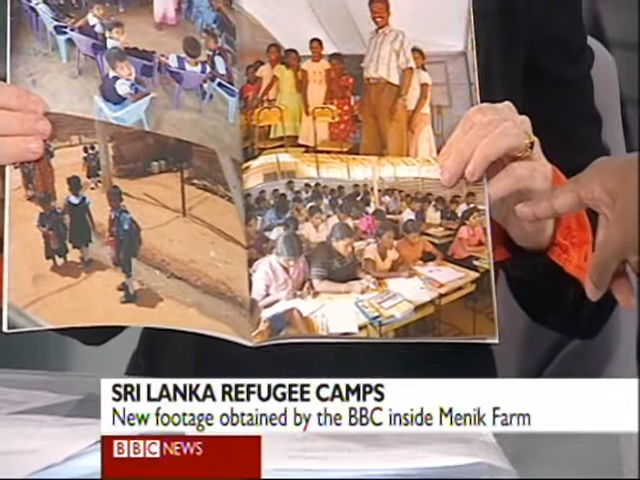 SRI LANKA REFUGEE CAMPS
New footage obtained by the BBC inside Menik Farm
BBC NEWS